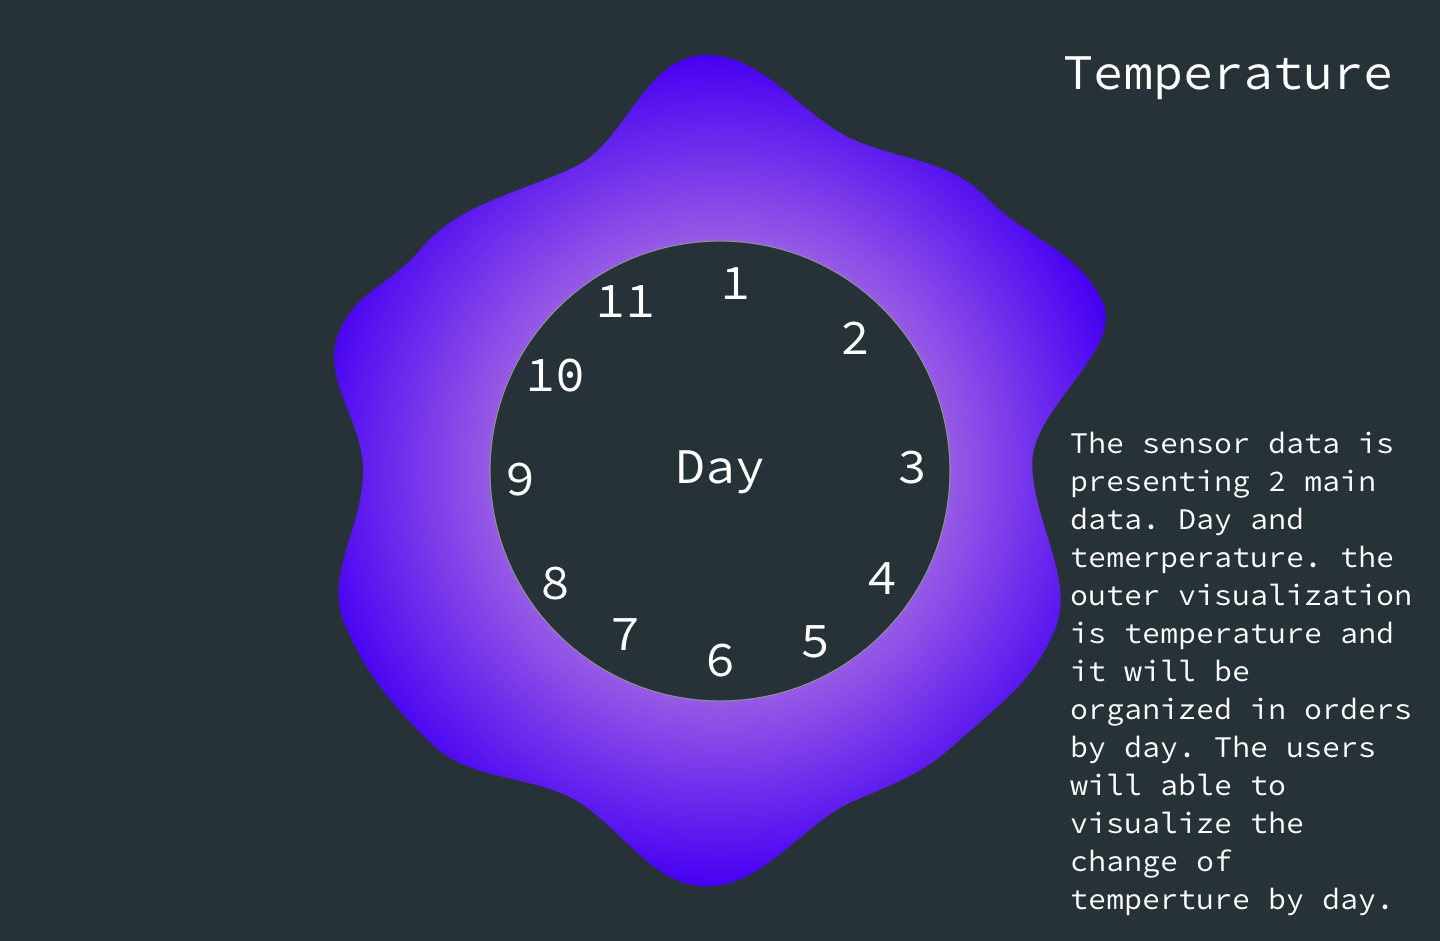 Temperature
1
2
3
4
5
6
7
8
9
10
11
Day
The sensor data is
presenting 2 main
data. Day and
temerperature. the
outer visualization
is temperature and
it will be
organized in orders
by day. The users
will able to
visualize the
change of
temperture by day.